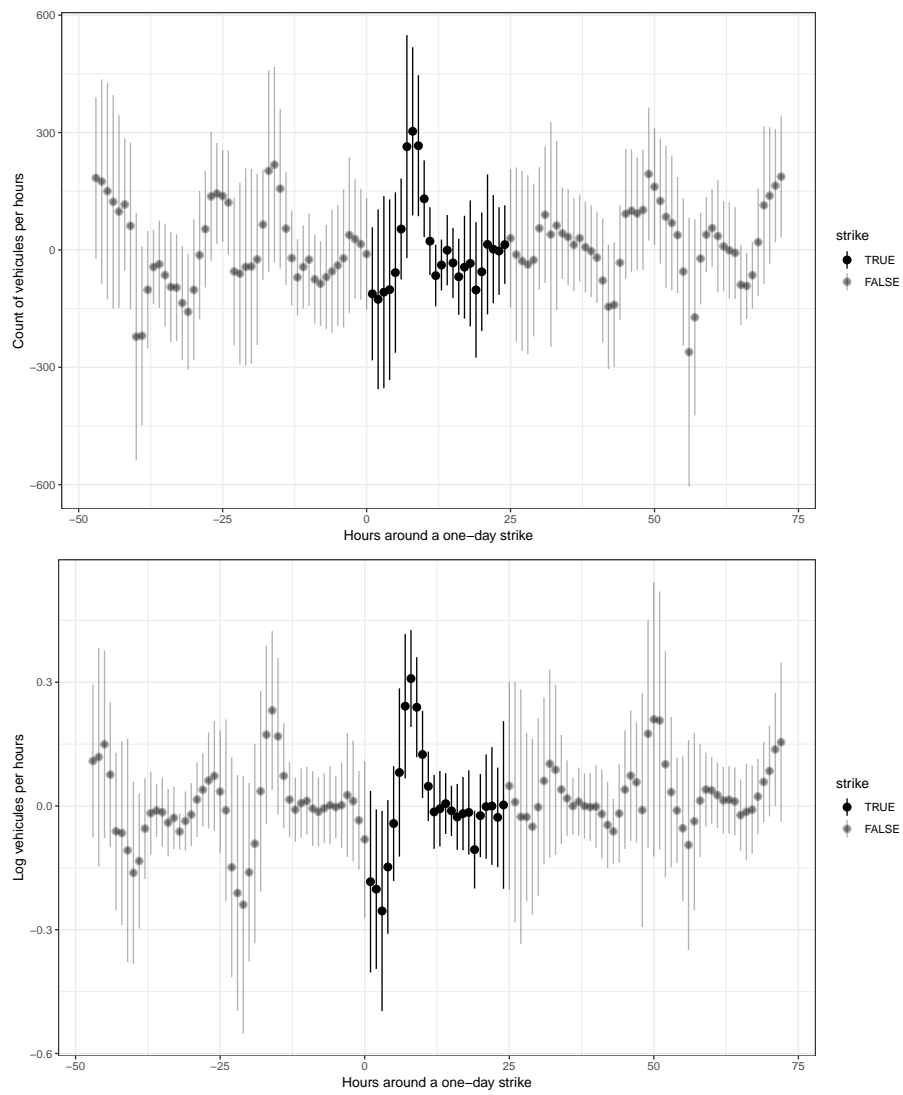 600
300
0
−300
−600
Count of vehicules per hours
−50
−25
0
25
50
75
Hours around a one−day strike
strike
TRUE
FALSE
0.3
0.0
−0.3
−0.6
Log vehicules per hours
−50
−25
0
25
50
75
Hours around a one−day strike
strike
TRUE
FALSE